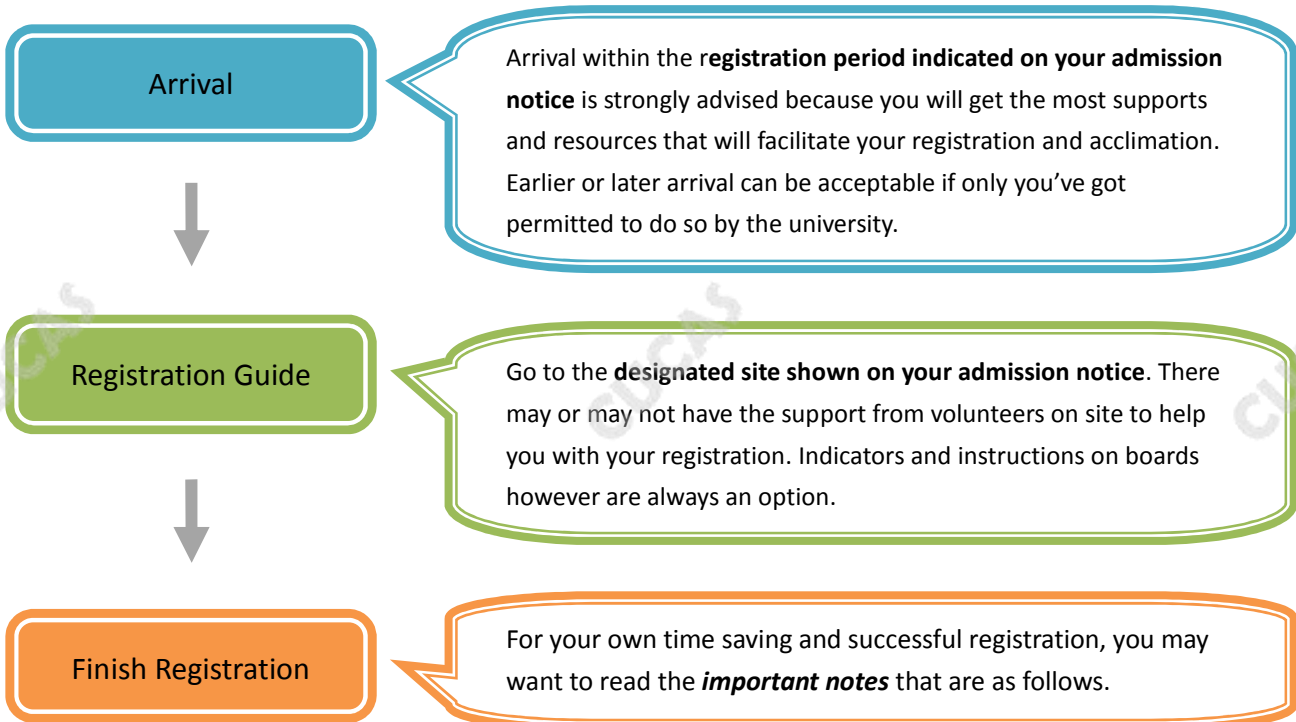 Arrival
Arrival within the registration period indicated on your admission
notice is strongly advised because you will get the most supports
and resources that will facilitate your registration and acclimation.
Earlier or later arrival can be acceptable if only you’ve got
permitted to do so by the university.
Registration Guide
Go to the designated site shown on your admission notice. There
may or may not have the support from volunteers on site to help
you with your registration. Indicators and instructions on boards
however are always an option.
CUCAS
Finish Registration
For your own time saving and successful registration, you may
want to read the important notes that are as follows.